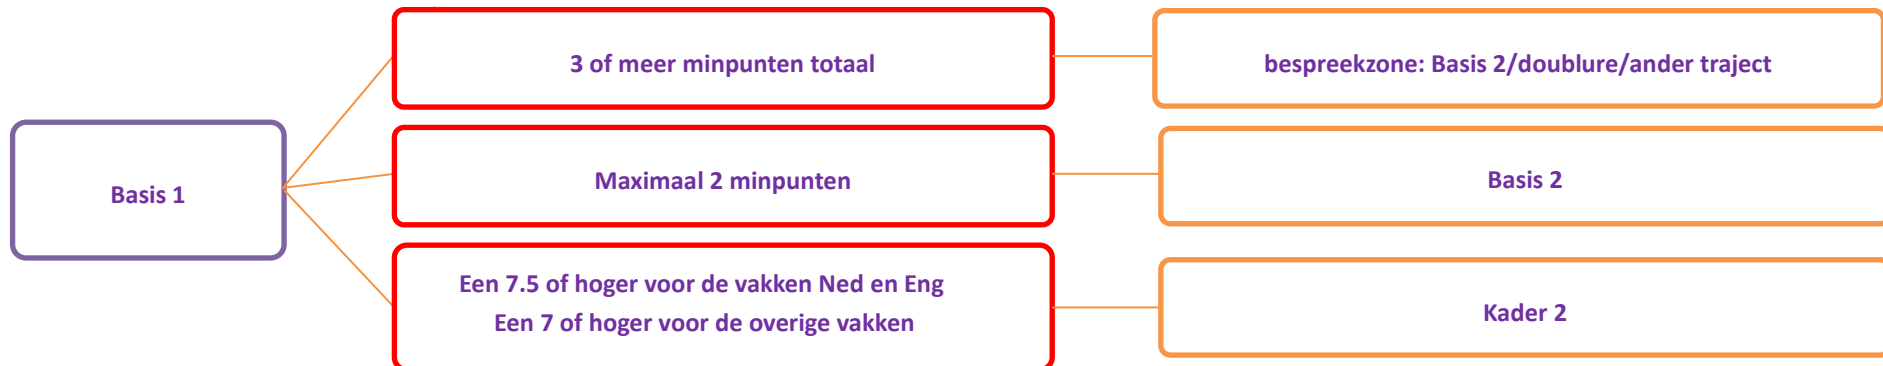 3 of meer minpunten totaal
bespreekzone: Basis 2/doublure/ander traject
Basis 1
Maximaal 2 minpunten
Basis 2
Een 7.5 of hoger voor de vakken Ned en Eng
Een 7 of hoger voor de overige vakken
Kader 2